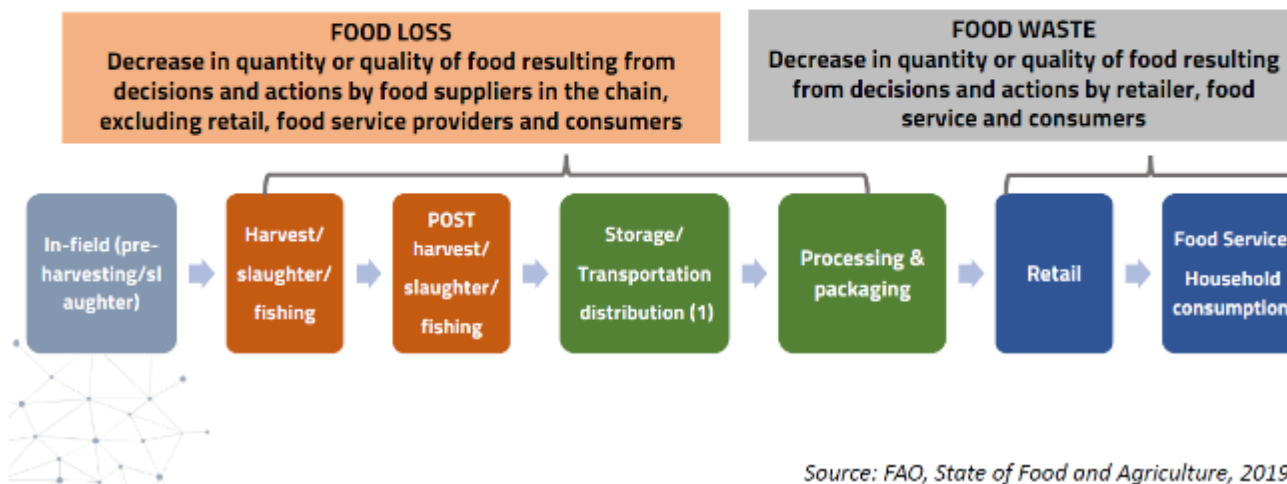 FOOD LOSS
Decrease in quantity or quality of food resulting from
decisions and actions by food suppliers in the chain,
excluding retail, food service providers and consumers
FOOD WASTE
Decrease in quantity or quality of food resulting
from decisions and actions by retailer, food
service and consumers
In-field (pre-
harvesting/sl
aughter)
Harvest/
slaughter/
fishing
POST
harvest/
slaughter/
fishing
Storage/
Transportation
distribution (1)
Processing &
packaging
Retail
Food Service
Household
consumption
Source: FAO, State of Food and Agriculture, 2019